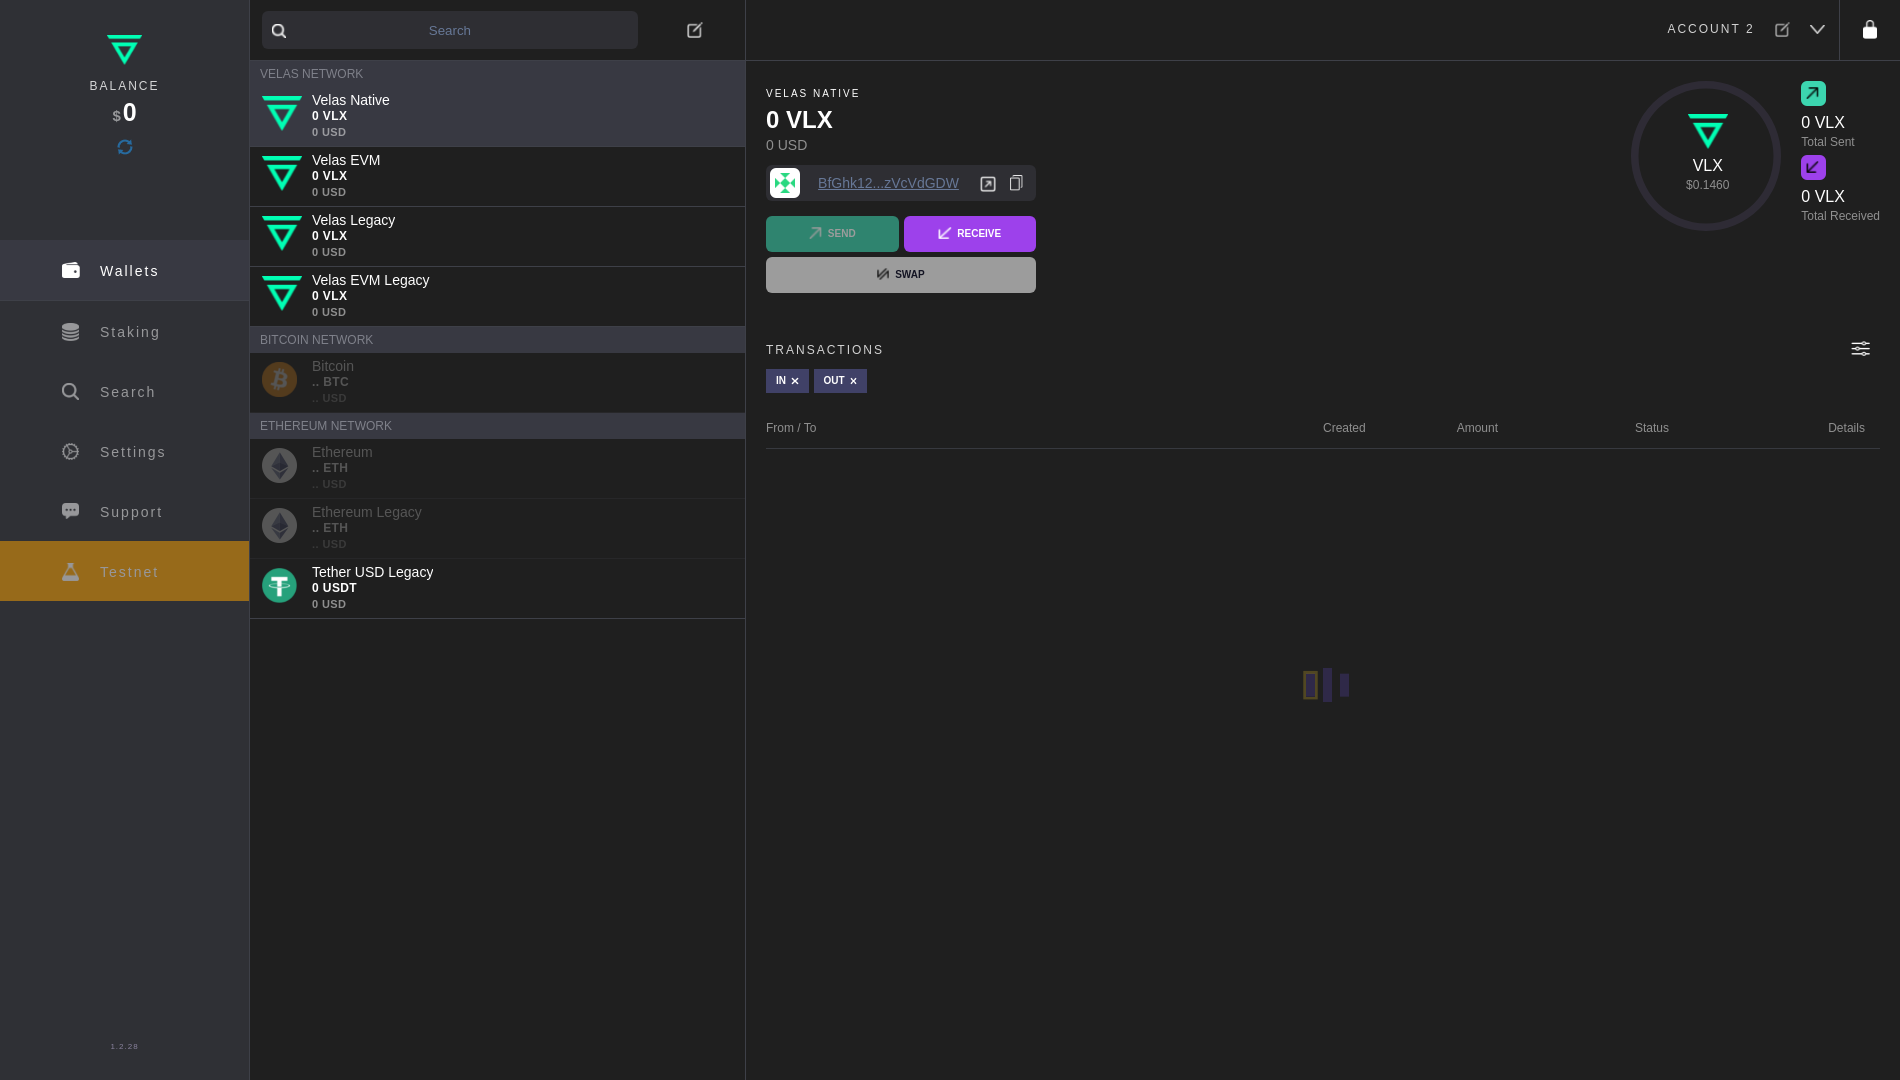 BALANCE
$0
Wallets
Staking
Search
Settings
Support
Testnet
1.2.28
Search
VELAS NETWORK
Velas Native
0 VLX
0 USD
Velas EVM
0 VLX
0 USD
Velas Legacy
0 VLX
0 USD
Velas EVM Legacy
0 VLX
0 USD
BITCOIN NETWORK
Bitcoin
.. BTC
.. USD
ETHEREUM NETWORK
Ethereum
.. ETH
.. USD
Ethereum Legacy
.. ETH
.. USD
Tether USD Legacy
0 USDT
0 USD
ACCOUNT 2
VELAS NATIVE
0 VLX
0 USD
BfGhk12...zVcVdGDW
SEND
RECEIVE
SWAP
VLX
$0.1460
0 VLX
Total Sent
0 VLX
Total Received
TRANSACTIONS
IN × OUT ×
From / To Created Amount Status Details